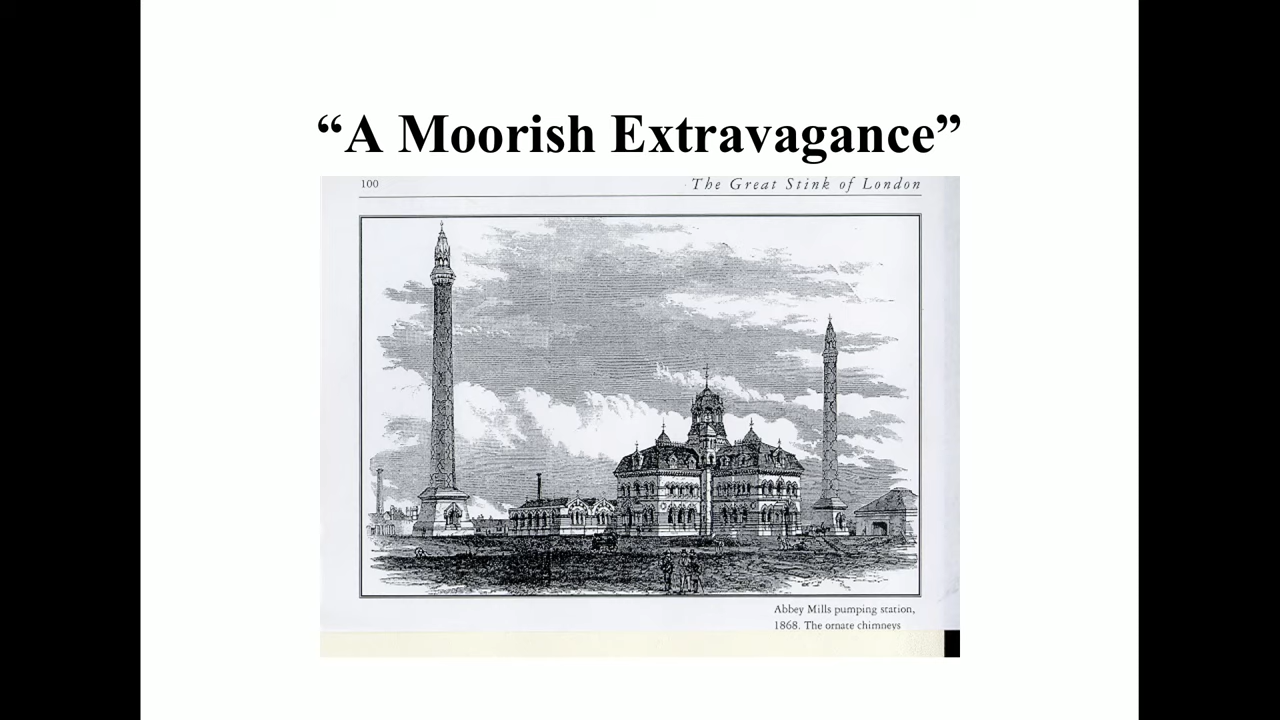 “A Moorish Extravagance”
100
The Great Stink of London
Abbey Mills pumping station,
1868. The ornate chimneys